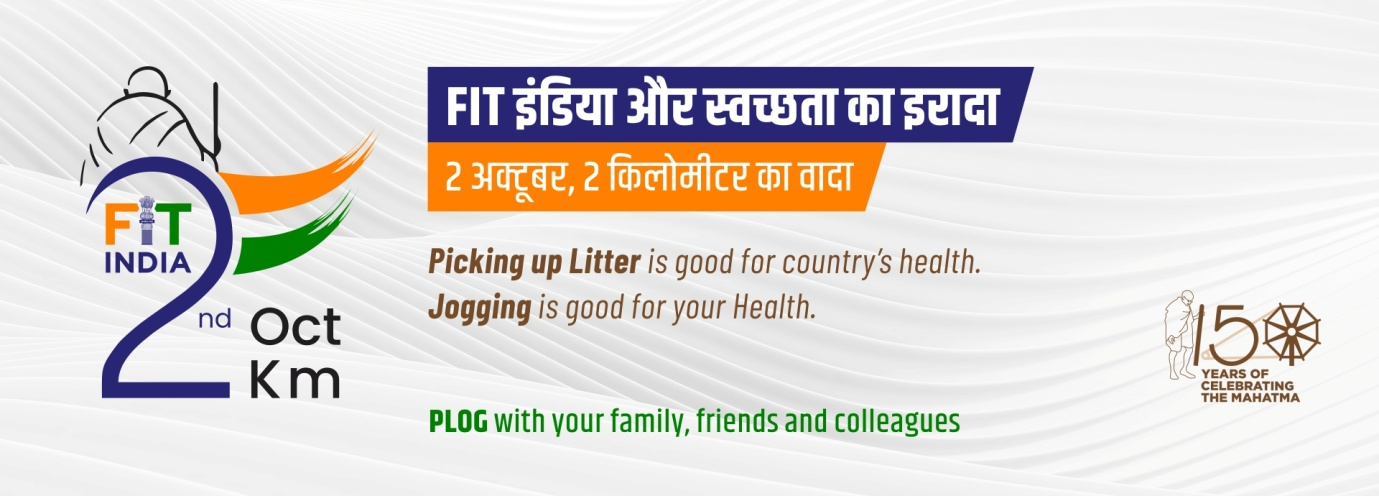 FIT INDIA
2nd Oct
Km
FIT इंडिया और स्वच्छता का इरादा
2 अक्टूबर, 2 किलोमीटर का वादा
Picking up Litter is good for country's health.
Jogging is good for your Health.
PLOG with your family, friends and colleagues
150
YEARS OF
CELEBRATING
THE MAHATMA